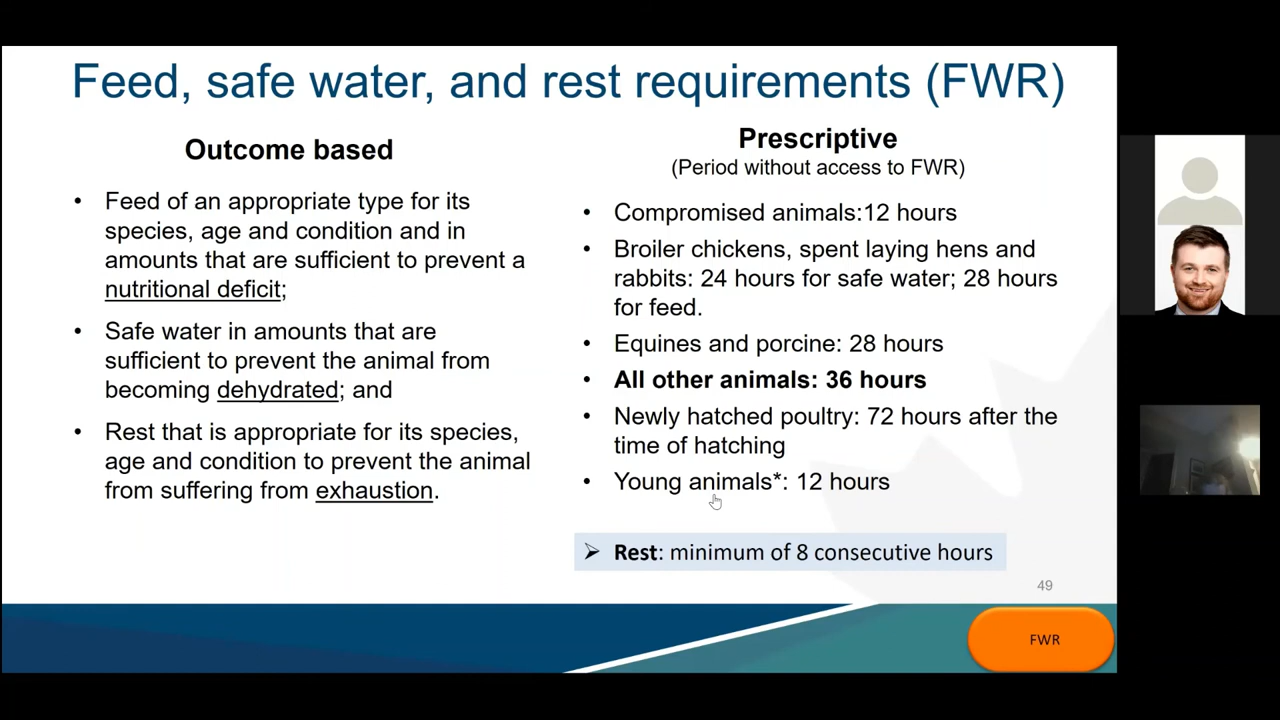 Feed, safe water, and rest requirements (FWR)
Outcome based
• Feed of an appropriate type for its
species, age and condition and in
amounts that are sufficient to prevent a
nutritional deficit;
• Safe water in amounts that are
sufficient to prevent the animal from
becoming dehydrated; and
• Rest that is appropriate for its species,
age and condition to prevent the animal
from suffering from exhaustion.
Prescriptive
(Period without access to FWR)
• Compromised animals:12 hours
• Broiler chickens, spent laying hens and
rabbits: 24 hours for safe water; 28 hours
for feed.
• Equines and porcine: 28 hours
• All other animals: 36 hours
• Newly hatched poultry: 72 hours after the
time of hatching
• Young animals*: 12 hours
➢ Rest: minimum of 8 consecutive hours
49
FWR